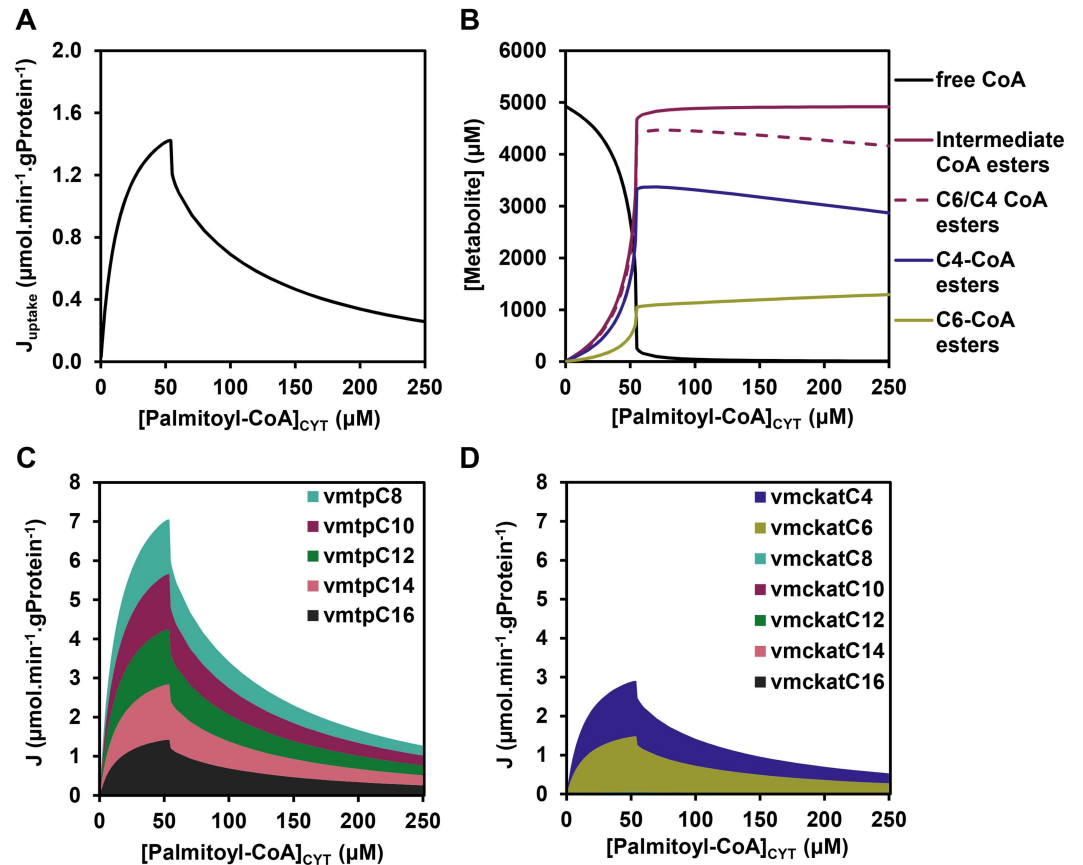 A
2.0
1.6
1.2
0.8
0.4
0.0
J_uptake (µmol.min⁻¹.gProtein⁻¹)
0 50 100 150 200 250
[Palmitoyl-CoA]_CYT (µM)
B
6000
5000
4000
3000
2000
1000
0
[Metabolite] (µM)
0 50 100 150 200 250
[Palmitoyl-CoA]_CYT (µM)
free CoA
Intermediate
CoA esters
C6/C4 CoA
esters
C4-CoA
esters
C6-CoA
esters
C
8
7
6
5
4
3
2
1
0
J (µmol.min⁻¹.gProtein⁻¹)
vmtpC8
vmtpC10
vmtpC12
vmtpC14
vmtpC16
0 50 100 150 200 250
[Palmitoyl-CoA]_CYT (µM)
D
8
7
6
5
4
3
2
1
0
J (µmol.min⁻¹.gProtein⁻¹)
vmckatC4
vmckatC6
vmckatC8
vmckatC10
vmckatC12
vmckatC14
vmckatC16
0 50 100 150 200 250
[Palmitoyl-CoA]_CYT (µM)